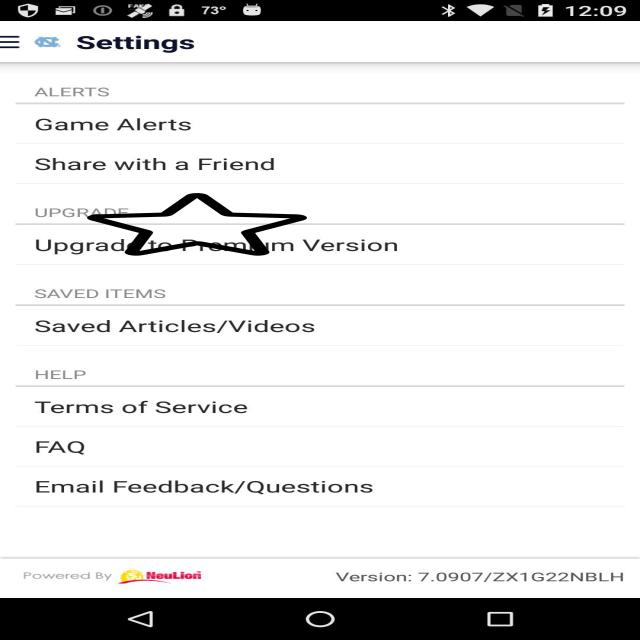 73° 12:09
Settings
ALERTS
Game Alerts
Share with a Friend
UPGRADE
Upgrade to Premium Version
SAVED ITEMS
Saved Articles/Videos
HELP
Terms of Service
FAQ
Email Feedback/Questions
Powered By NeuLion Version: 7.0907/ZX1G22NBLH